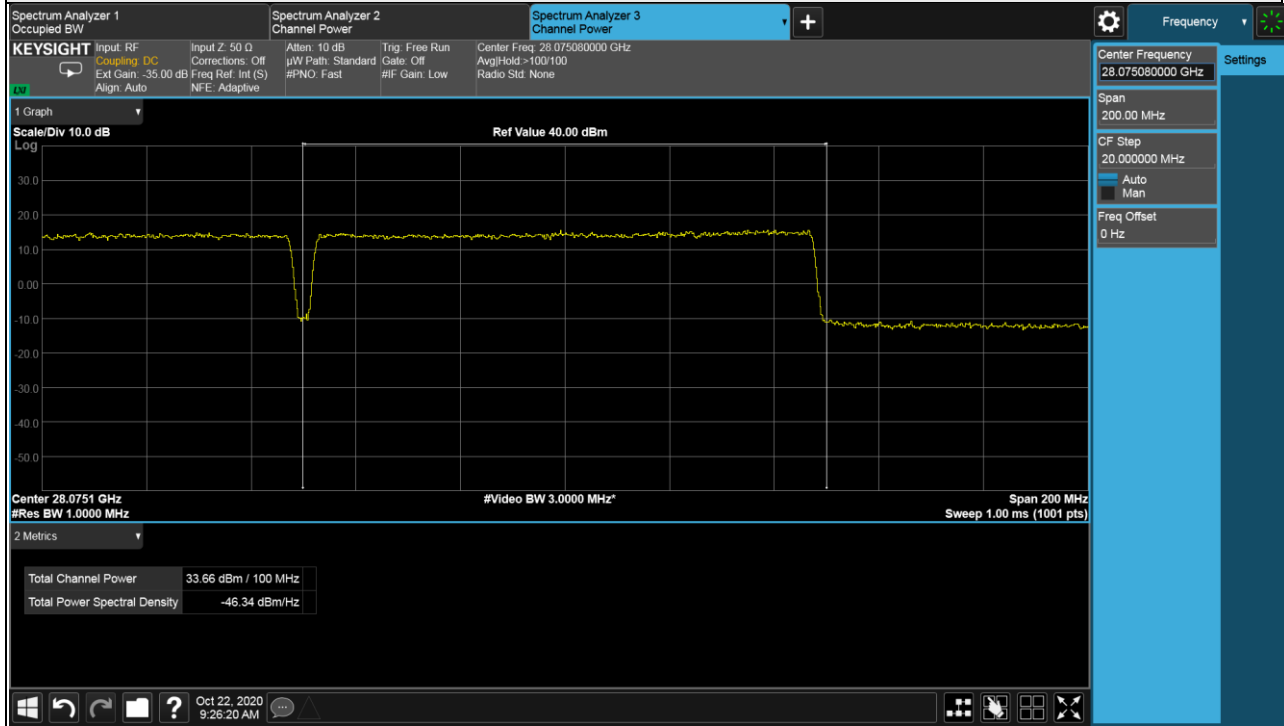 Spectrum Analyzer 1
Occupied BW
Spectrum Analyzer 2
Channel Power
Spectrum Analyzer 3
Channel Power
Frequency
KEYSIGHT
Input: RF
Coupling: DC
Ext Gain: -35.00 dB
Align: Auto
Input Z: 50 Ω
Corrections: Off
Freq Ref: Int (S)
NFE: Adaptive
Atten: 10 dB
µW Path: Standard
#PNO: Fast
Trig: Free Run
Gate: Off
#IF Gain: Low
Center Freq: 28.075080000 GHz
Avg|Hold:>100/100
Radio Std: None
LXI
1 Graph
Scale/Div 10.0 dB
Ref Value 40.00 dBm
Log
30.0
20.0
10.0
0.00
-10.0
-20.0
-30.0
-40.0
-50.0
Center 28.0751 GHz
#Video BW 3.0000 MHz*
Span 200 MHz
#Res BW 1.0000 MHz
Sweep 1.00 ms (1001 pts)
2 Metrics
Total Channel Power 33.66 dBm / 100 MHz
Total Power Spectral Density -46.34 dBm/Hz
Center Frequency
28.075080000 GHz
Settings
Span
200.00 MHz
CF Step
20.000000 MHz
Auto
Man
Freq Offset
0 Hz
?
Oct 22, 2020
9:26:20 AM